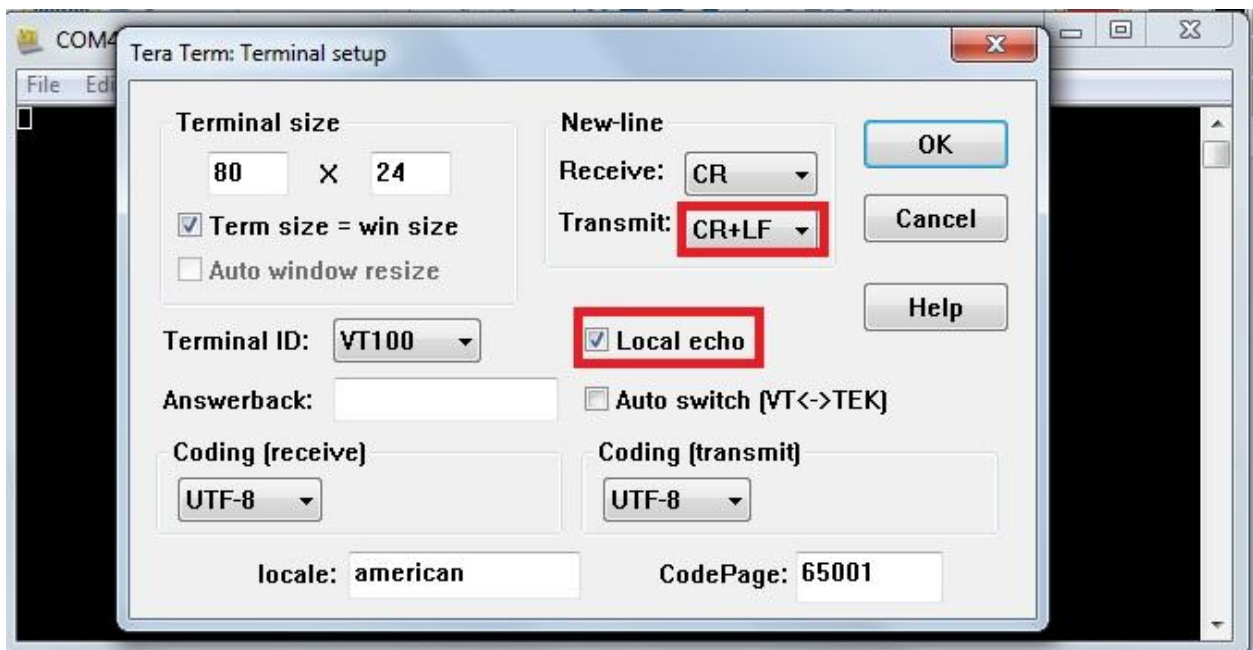 COM4
Tera Term: Terminal setup
File Edi
Terminal size
80 X 24
Term size = win size
Auto window resize
New-line
Receive: CR
Transmit: CR+LF
OK
Cancel
Help
Terminal ID: VT100
Local echo
Answerback:
Auto switch (VT<->TEK)
Coding (receive)
UTF-8
Coding (transmit)
UTF-8
locale: american
CodePage: 65001